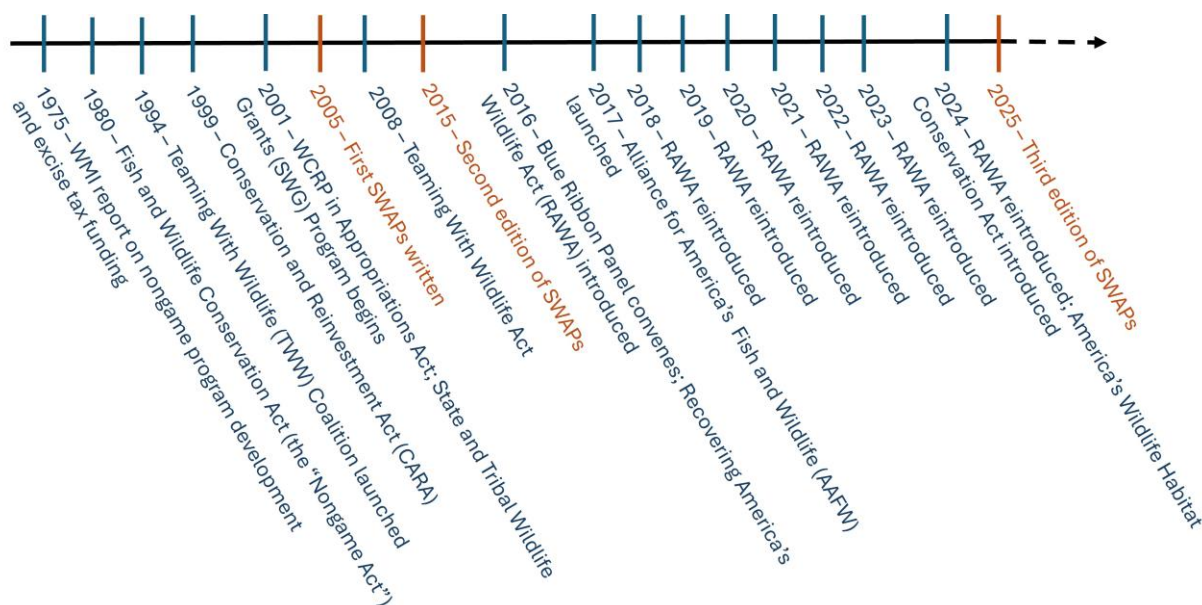 1975 – WMI report on nongame program development
and excise tax funding
1980 – Fish and Wildlife Conservation Act (the “Nongame Act”)
1994 – Teaming With Wildlife (TWW) Coalition launched
1999 – Conservation and Reinvestment Act (CARA)
2001 – WCRP in Appropriations Act; State and Tribal Wildlife
Grants (SWG) Program begins
2005 – First SWAPs written
2008 – Teaming With Wildlife Act
2015 – Second edition of SWAPs
2016 – Blue Ribbon Panel convenes; Recovering America’s
Wildlife Act (RAWA) introduced
2017 – Alliance for America’s Fish and Wildlife (AAFW)
launched
2018 – RAWA reintroduced
2019 – RAWA reintroduced
2020 – RAWA reintroduced
2021 – RAWA reintroduced
2022 – RAWA reintroduced
2023 – RAWA reintroduced
2024 – RAWA reintroduced; America’s Wildlife Habitat
Conservation Act introduced
2025 – Third edition of SWAPs